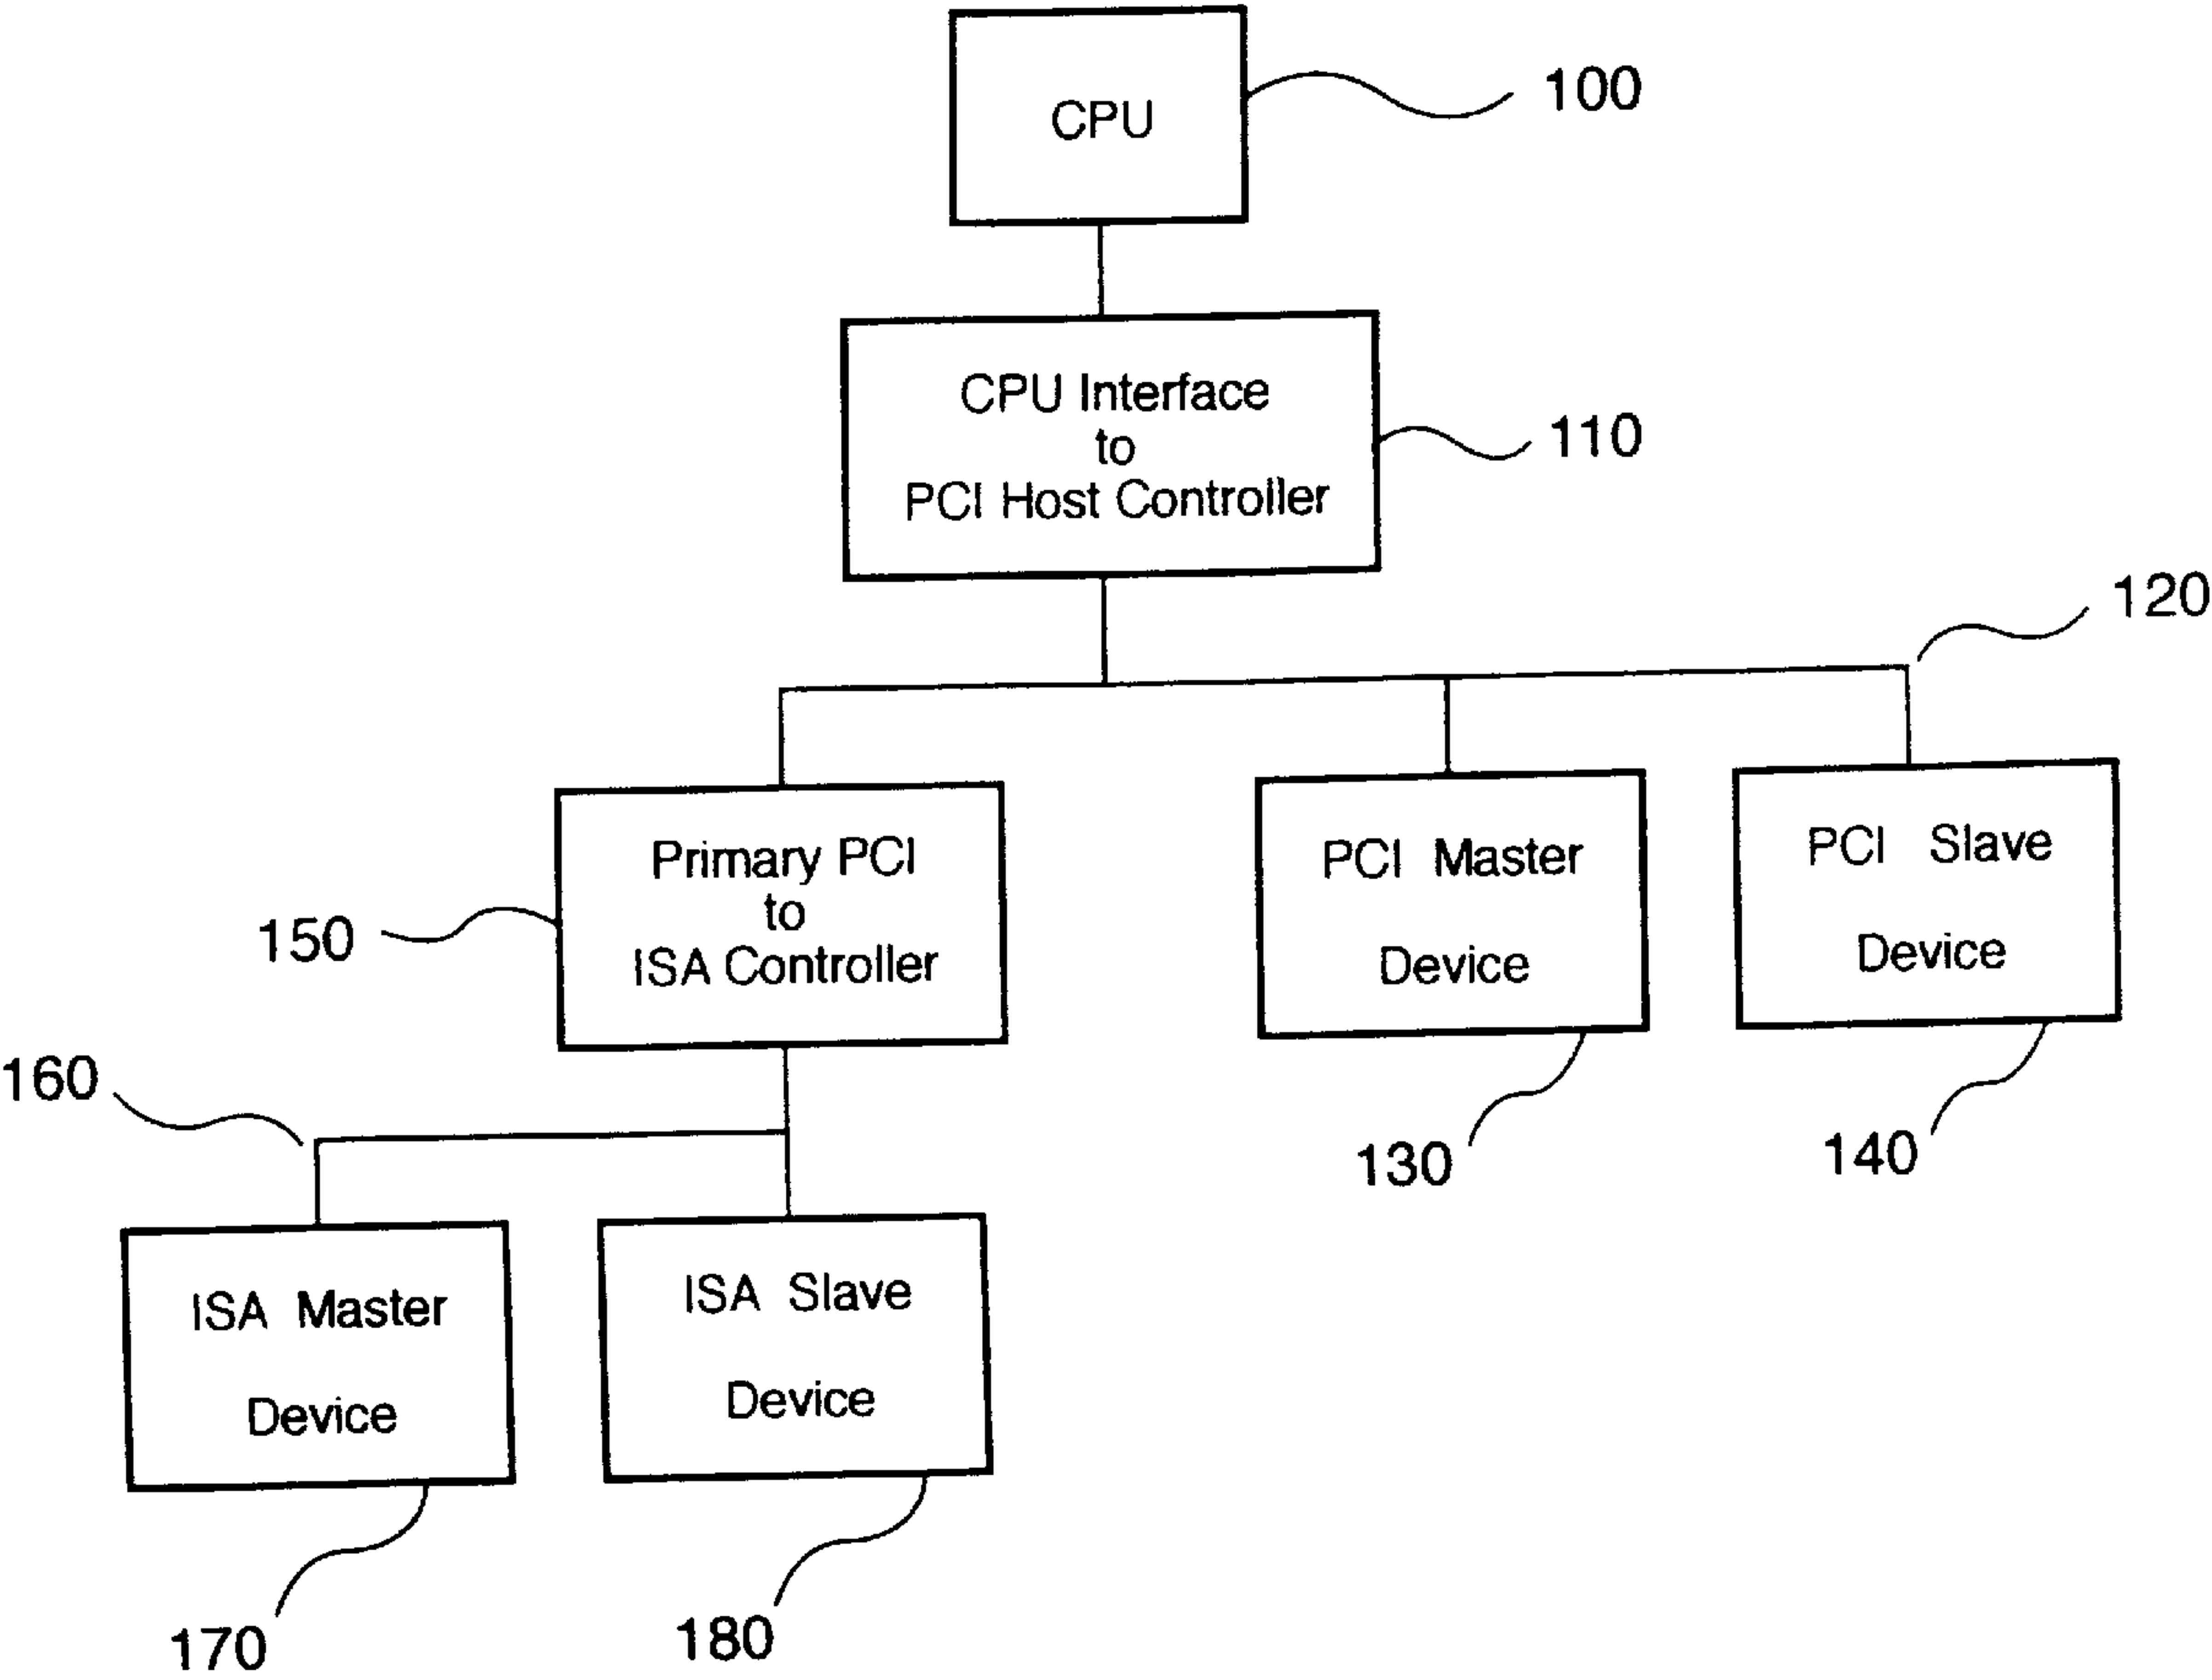 CPU
100
CPU Interface
to
PCI Host Controller
110
120
Primary PCI
to
ISA Controller
150
PCI Master
Device
130
PCI Slave
Device
140
160
ISA Master
Device
170
ISA Slave
Device
180